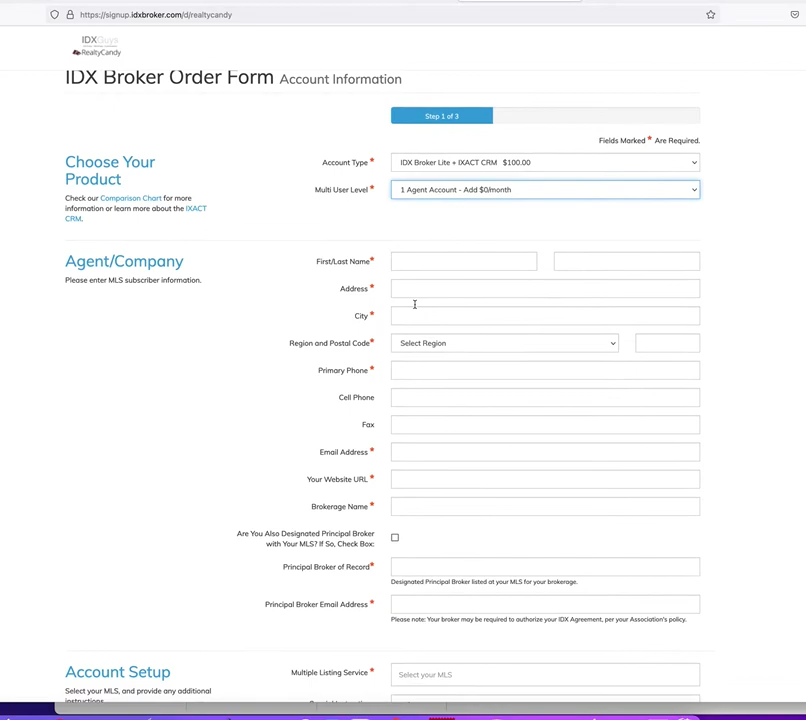 https://signup.idxbroker.com/d/realtycandy
IDXGuys
RealtyCandy
IDX Broker Order Form Account Information
Step 1 of 3
Fields Marked * Are Required.
Choose Your
Product
Check our Comparison Chart for more
information or learn more about the IXACT
CRM.
Account Type *
IDX Broker Lite + IXACT CRM $100.00
Multi User Level *
1 Agent Account - Add $0/month
Agent/Company
Please enter MLS subscriber information.
First/Last Name*
Address *
City *
Region and Postal Code*
Select Region
Primary Phone *
Cell Phone
Fax
Email Address *
Your Website URL *
Brokerage Name *
Are You Also Designated Principal Broker
with Your MLS? If So, Check Box:
Principal Broker of Record*
Designated Principal Broker listed at your MLS for your brokerage.
Principal Broker Email Address *
Please note: Your broker may be required to authorize your IDX Agreement, per your Association's policy.
Account Setup
Select your MLS, and provide any additional
instructions.
Multiple Listing Service *
Select your MLS